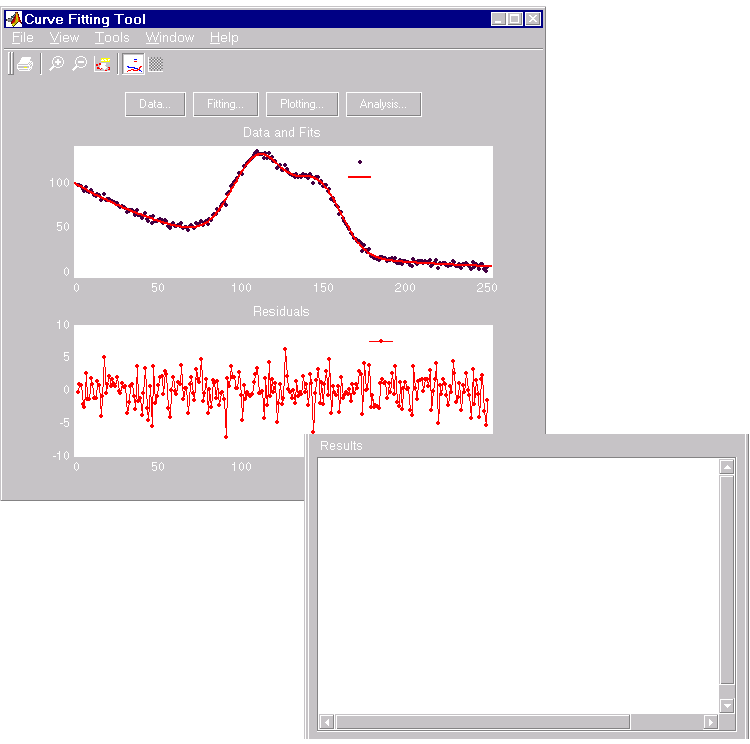 Curve Fitting Tool
File View Tools Window Help
Data... Fitting... Plotting... Analysis...
Data and Fits
100
50
0
0 50 100 150 200 250
Residuals
10
5
0
-5
-10
0 50 100
Results